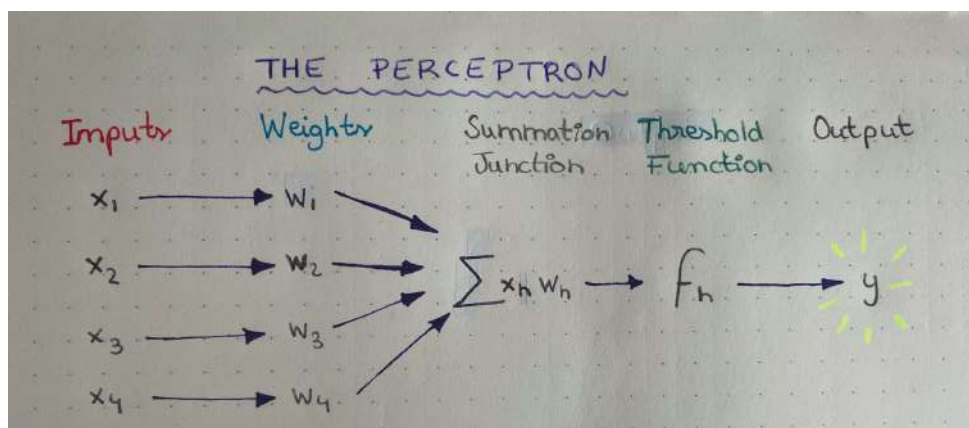 THE PERCEPTRON
Inputs Weights Summation Junction Threshold Function Output
x₁ w₁
x₂ w₂ ∑ xₙ wₙ fₙ y
x₃ w₃
x₄ w₄